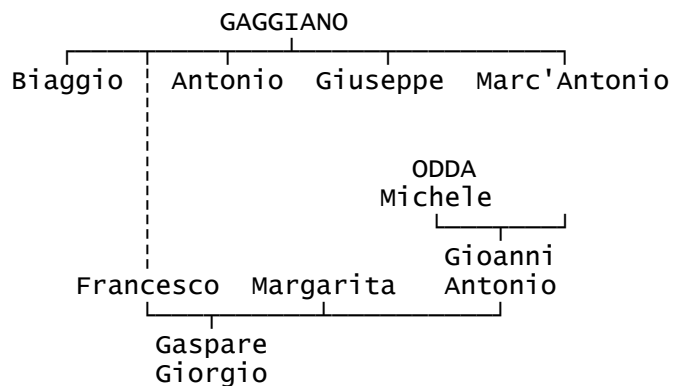 GAGGIANO
Biaggio Antonio Giuseppe Marc'Antonio
ODDA
Michele
Gioanni
Francesco Margarita Antonio
Gaspare
Giorgio